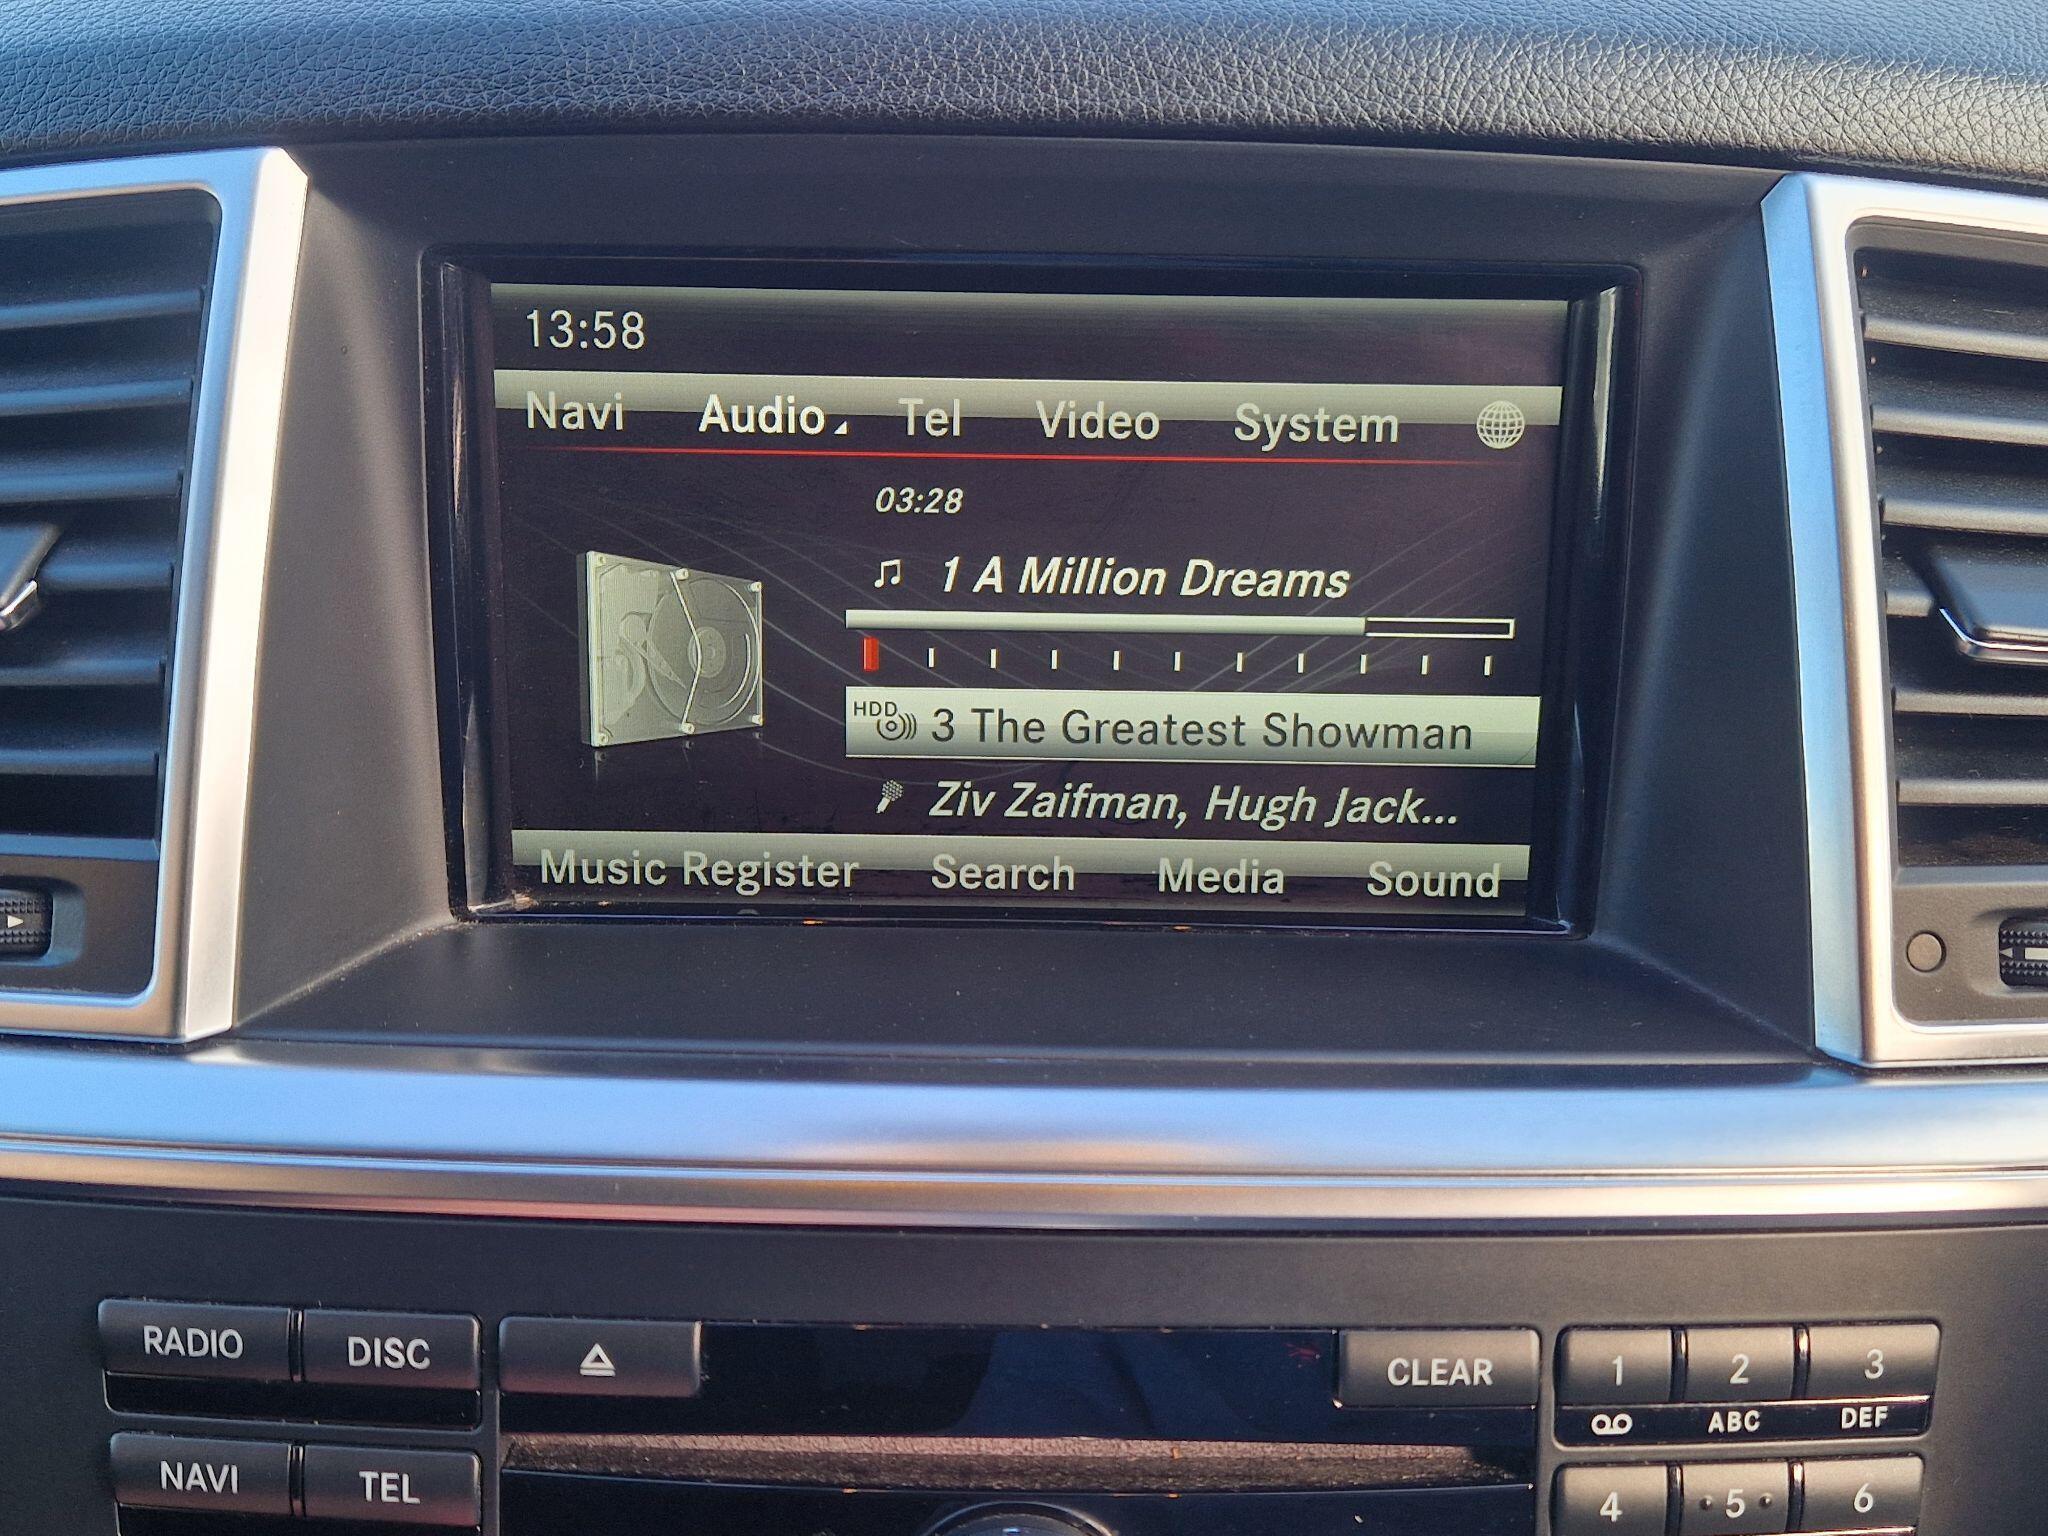 13:58
Navi Audio Tel Video System
03:28
1 A Million Dreams
HDD 3 The Greatest Showman
Ziv Zaifman, Hugh Jack...
Music Register Search Media Sound
RADIO DISC CLEAR 1 2 3
ABC DEF
NAVI TEL 4 5 6